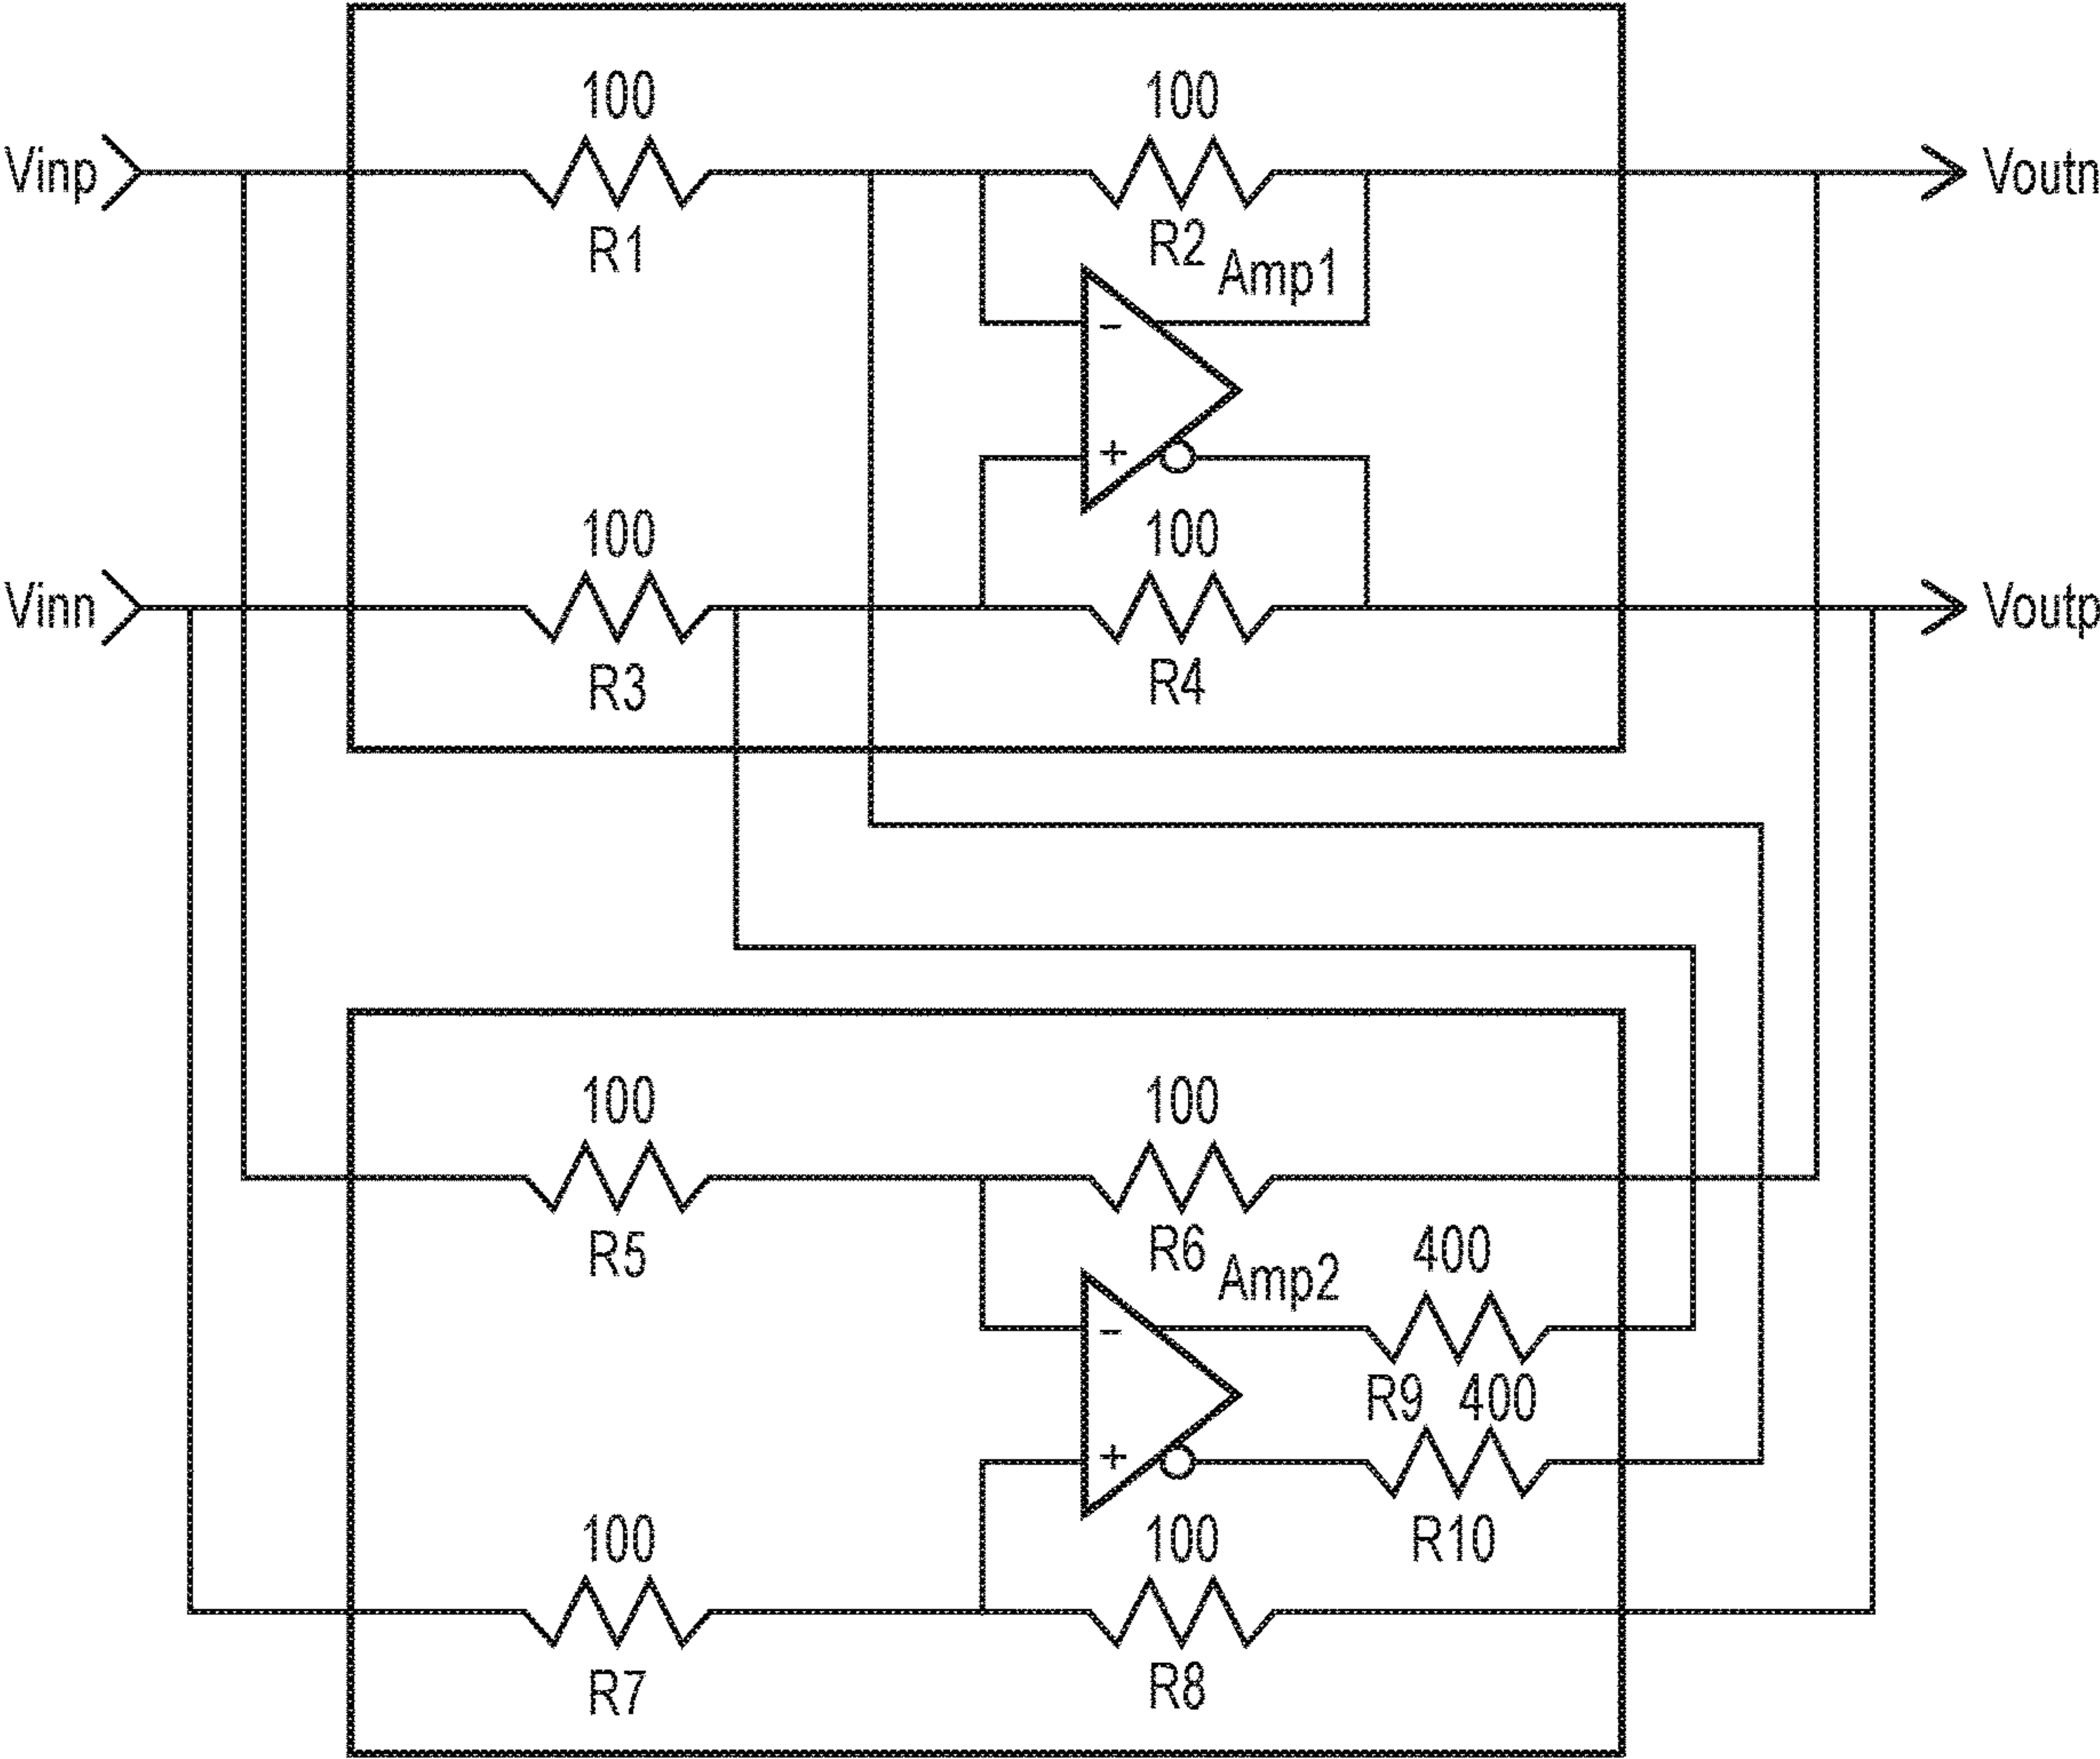 100 100
Vinp Voutn
R1 R2 Amp1
-
+
100 100
Vinn Voutp
R3 R4
100 100
R5 R6 Amp2 400
-
R9 400
+
100 100 R10
R7 R8